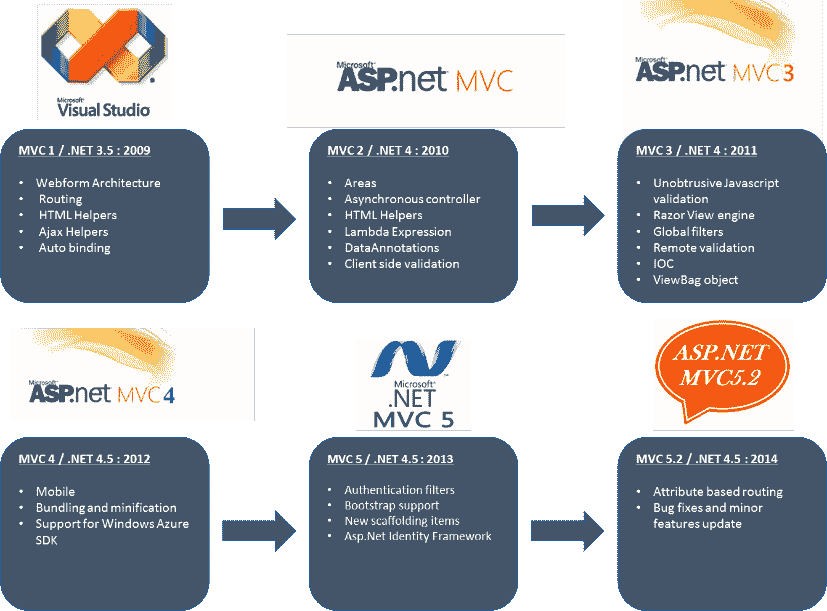 Microsoft
Visual Studio
Microsoft
ASP.net MVC
Microsoft
ASP.net MVC 3
MVC 1 / .NET 3.5 : 2009
• Webform Architecture
• Routing
• HTML Helpers
• Ajax Helpers
• Auto binding
MVC 2 / .NET 4 : 2010
• Areas
• Asynchronous controller
• HTML Helpers
• Lambda Expression
• DataAnnotations
• Client side validation
MVC 3 / .NET 4 : 2011
• Unobtrusive Javascript
validation
• Razor View engine
• Global filters
• Remote validation
• IOC
• ViewBag object
Microsoft
ASP.net MVC 4
Microsoft
.NET
MVC 5
ASP.NET
MVC5.2
MVC 4 / .NET 4.5 : 2012
• Mobile
• Bundling and minification
• Support for Windows Azure
SDK
MVC 5 / .NET 4.5 : 2013
• Authentication filters
• Bootstrap support
• New scaffolding items
• Asp.Net Identity Framework
MVC 5.2 / .NET 4.5 : 2014
• Attribute based routing
• Bug fixes and minor
features update